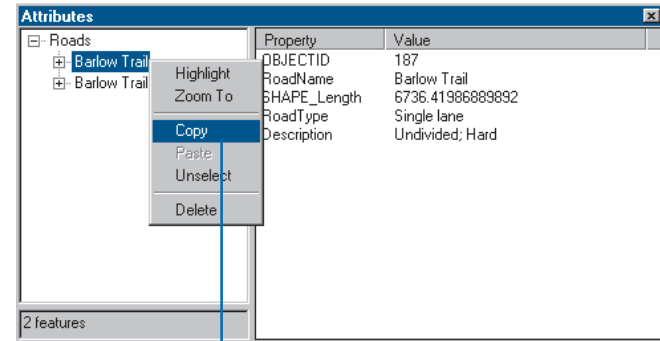 Attributes
Roads
Barlow Trail
Barlow Trail
Highlight
Zoom To
Copy
Paste
Unselect
Delete
2 features
Property Value
OBJECTID 187
RoadName Barlow Trail
SHAPE_Length 6736.41986889892
RoadType Single lane
Description Undivided; Hard